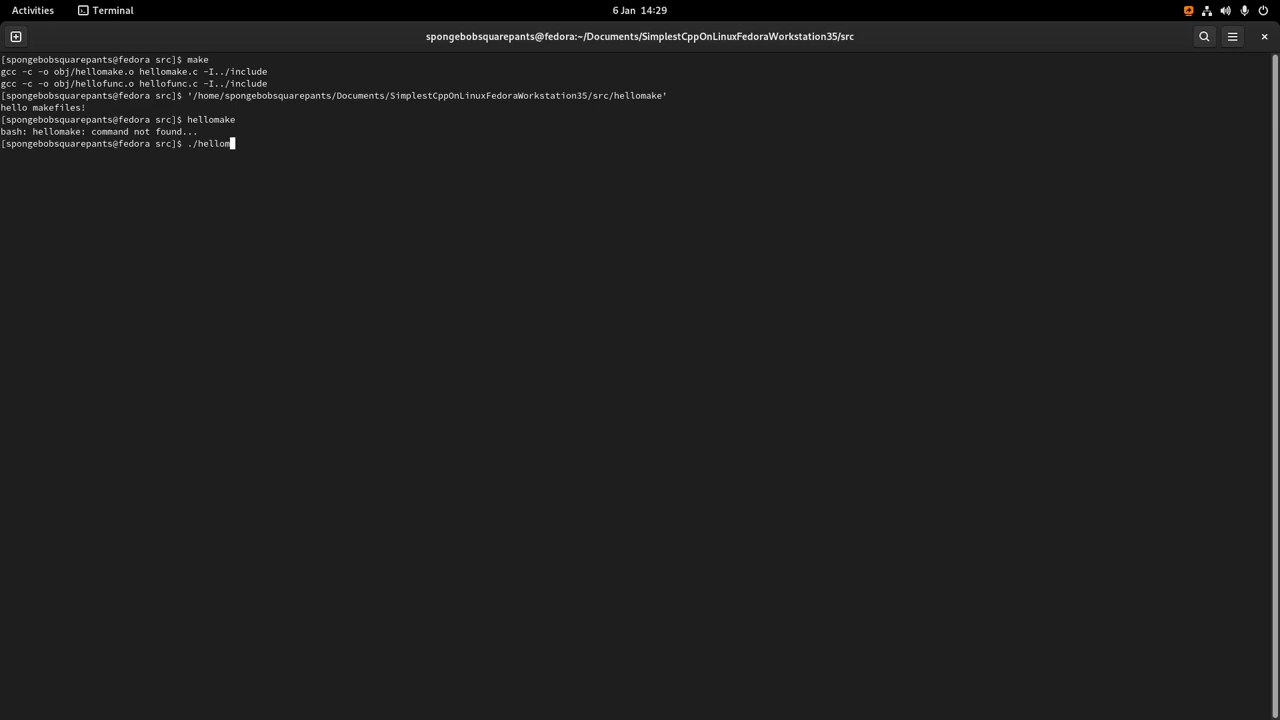 Activities
Terminal
6 Jan 14:29
spongebobsquarepants@fedora:~/Documents/SimplestCppOnLinuxFedoraWorkstation35/src
[spongebobsquarepants@fedora src]$ make
gcc -c -o obj/hellomake.o hellomake.c -I../include
gcc -c -o obj/hellofunc.o hellofunc.c -I../include
[spongebobsquarepants@fedora src]$ '/home/spongebobsquarepants/Documents/SimplestCppOnLinuxFedoraWorkstation35/src/hellomake'
hello makefiles!
[spongebobsquarepants@fedora src]$ hellomake
bash: hellomake: command not found...
[spongebobsquarepants@fedora src]$ ./hellom